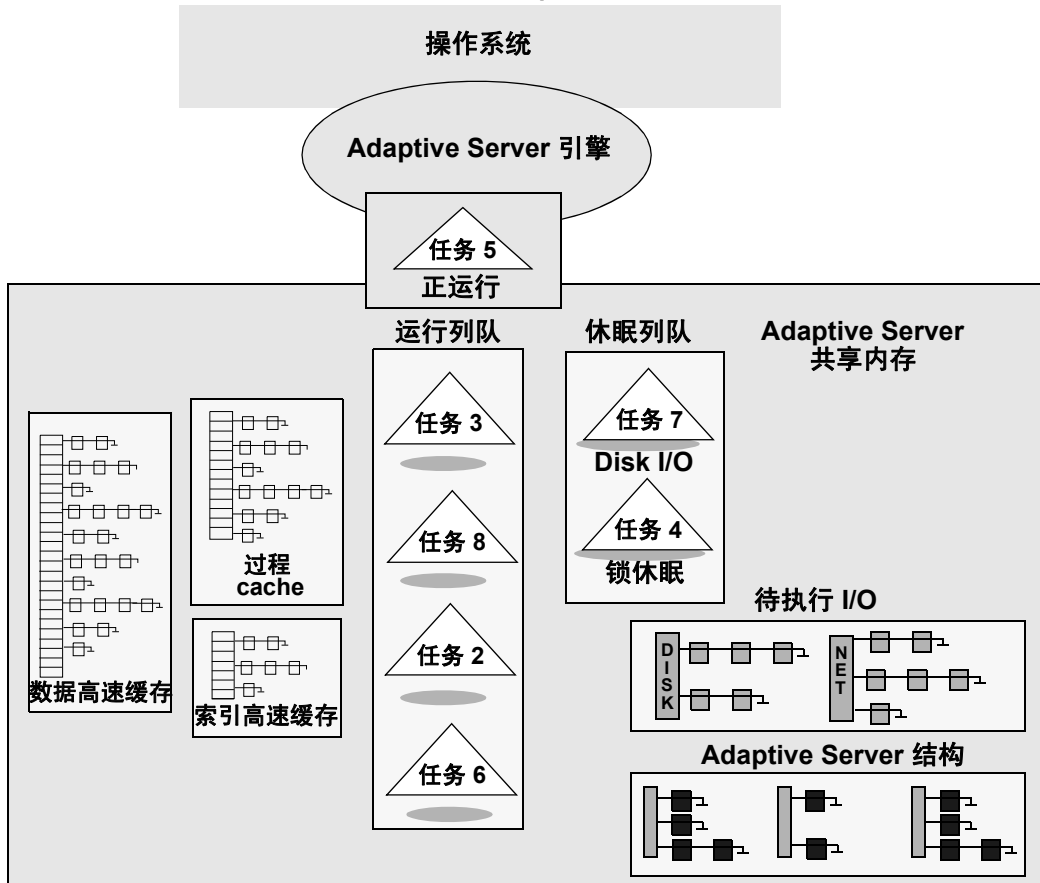 操作系统
Adaptive Server 引擎
任务 5
正运行
运行列队
休眠列队
Adaptive Server
共享内存
任务 3
任务 8
任务 2
任务 6
任务 7
Disk I/O
任务 4
锁休眠
过程
cache
数据高速缓存
索引高速缓存
待执行 I/O
DISK
NET
Adaptive Server 结构